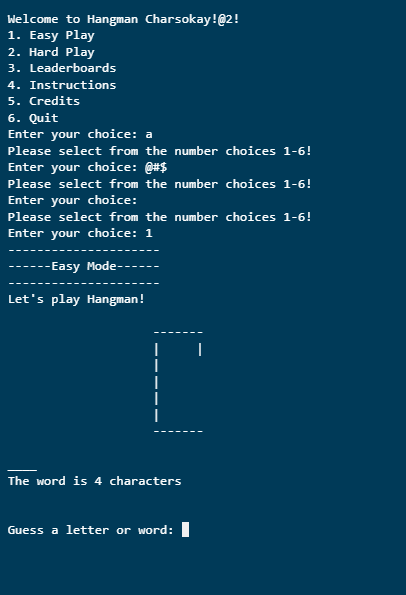 Welcome to Hangman Charsokay!@2!
1. Easy Play
2. Hard Play
3. Leaderboards
4. Instructions
5. Credits
6. Quit
Enter your choice: a
Please select from the number choices 1-6!
Enter your choice: @#$
Please select from the number choices 1-6!
Enter your choice:
Please select from the number choices 1-6!
Enter your choice: 1
---------------------
------Easy Mode------
---------------------
Let's play Hangman!
-------
|     |
|
|
|
|
-------
____
The word is 4 characters
Guess a letter or word: